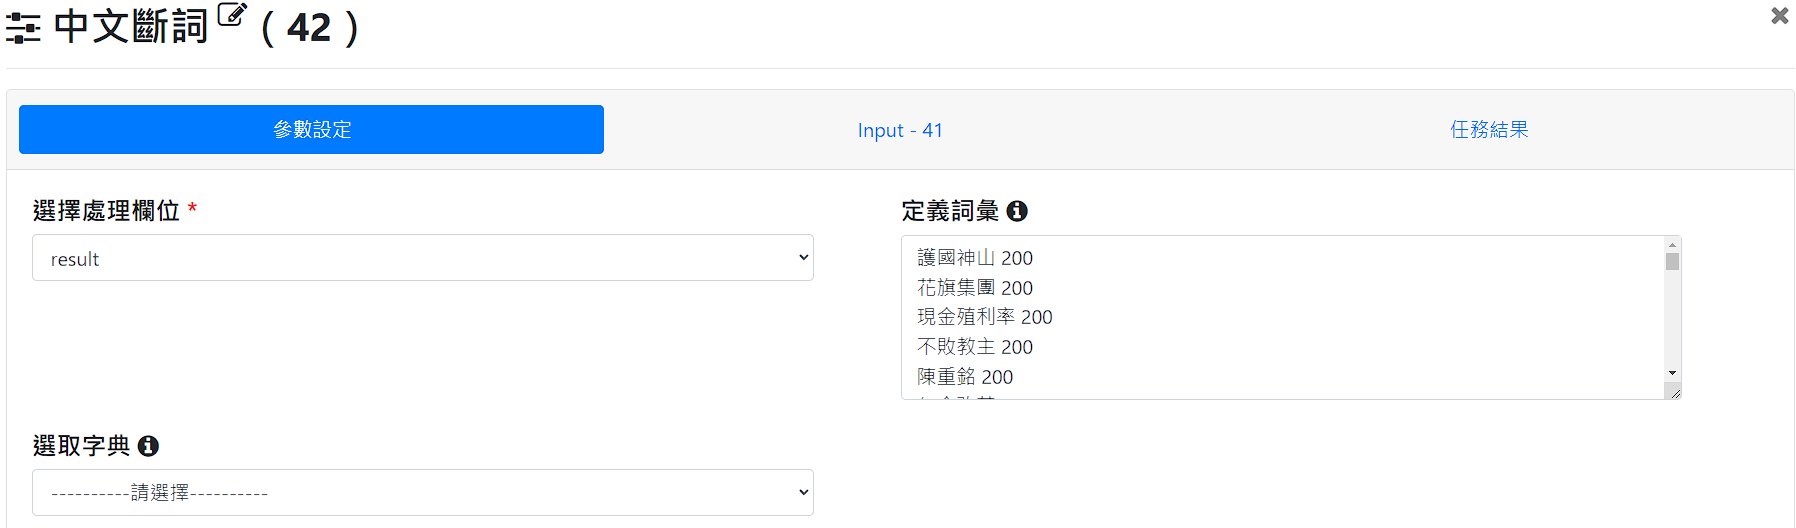 中文斷詞 ( 42 )
參數設定
Input - 41
任務結果
選擇處理欄位 *
result
定義詞彙
護國神山 200
花旗集團 200
現金殖利率 200
不敗教主 200
陳重銘 200
選取字典
----------請選擇----------